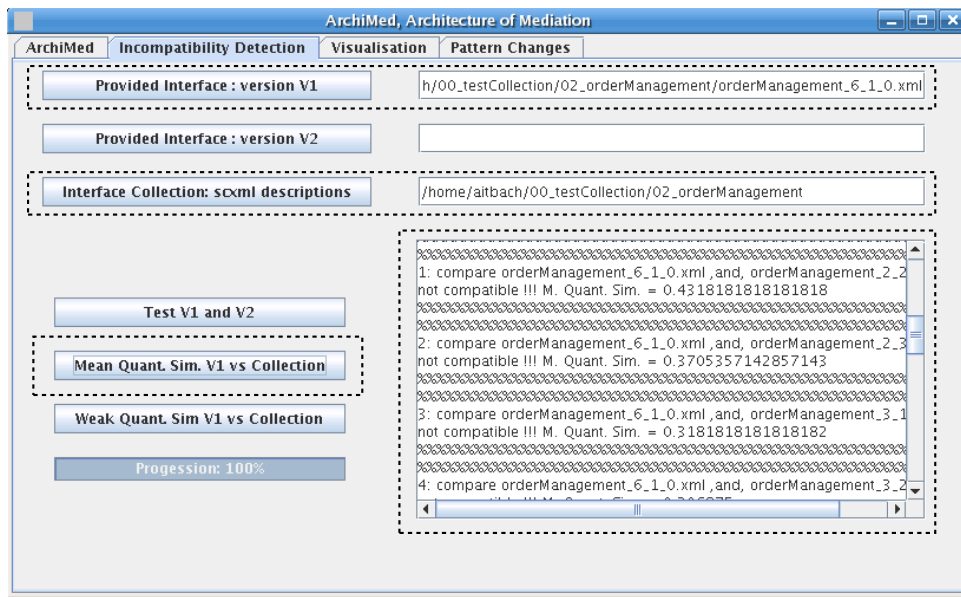 ArchiMed, Architecture of Mediation
ArchiMed Incompatibility Detection Visualisation Pattern Changes
Provided Interface : version V1 h/00_testCollection/02_orderManagement/orderManagement_6_1_0.xml
Provided Interface : version V2
Interface Collection: scxml descriptions /home/aitbach/00_testCollection/02_orderManagement
1: compare orderManagement_6_1_0.xml ,and, orderManagement_2_2
not compatible !!! M. Quant. Sim. = 0.4318181818181818
2: compare orderManagement_6_1_0.xml ,and, orderManagement_2_3
not compatible !!! M. Quant. Sim. = 0.3705357142857143
3: compare orderManagement_6_1_0.xml ,and, orderManagement_3_1
not compatible !!! M. Quant. Sim. = 0.3181818181818182
4: compare orderManagement_6_1_0.xml ,and, orderManagement_3_2
Test V1 and V2
Mean Quant. Sim. V1 vs Collection
Weak Quant. Sim V1 vs Collection
Progession: 100%